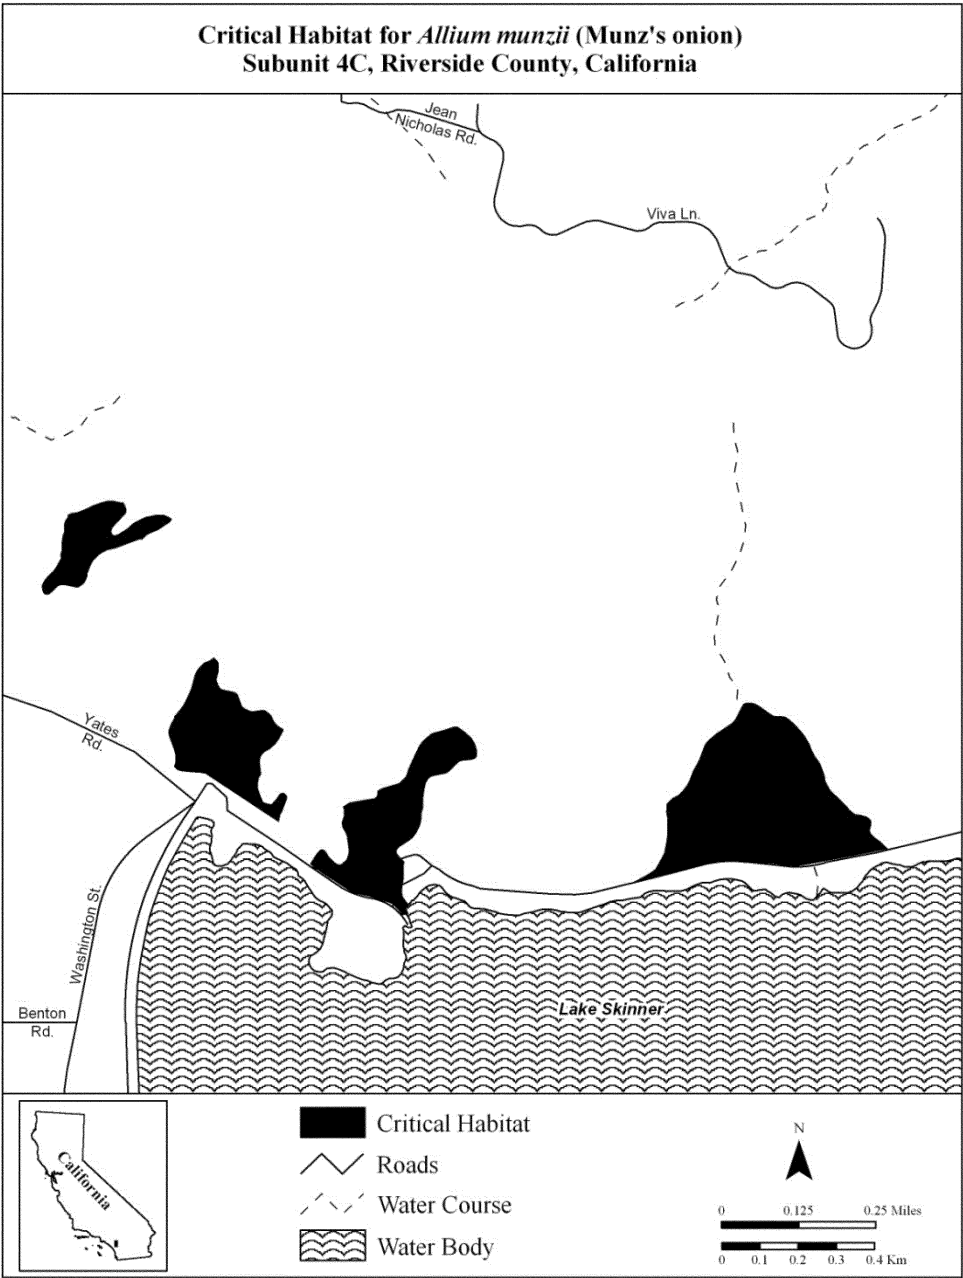 Critical Habitat for Allium munzii (Munz's onion)
Subunit 4C, Riverside County, California
Jean
Nicholas Rd.
Viva Ln.
Yates
Rd.
Washington St.
Benton
Rd.
Lake Skinner
California
Critical Habitat
Roads
Water Course
Water Body
N
0 0.125 0.25 Miles
0 0.1 0.2 0.3 0.4 Km